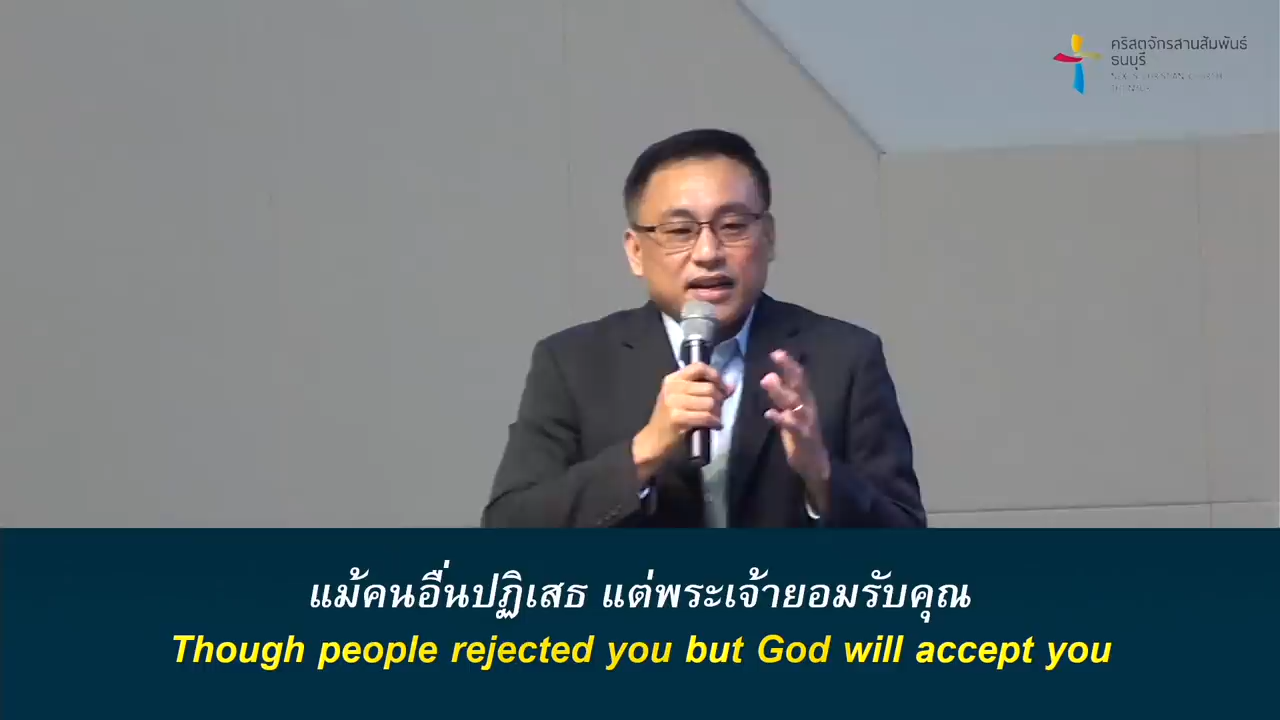 คริสตจักรสานสัมพันธ์
ธนบุรี
แม้คนอื่นปฏิเสธ แต่พระเจ้ายอมรับคุณ
Though people rejected you but God will accept you